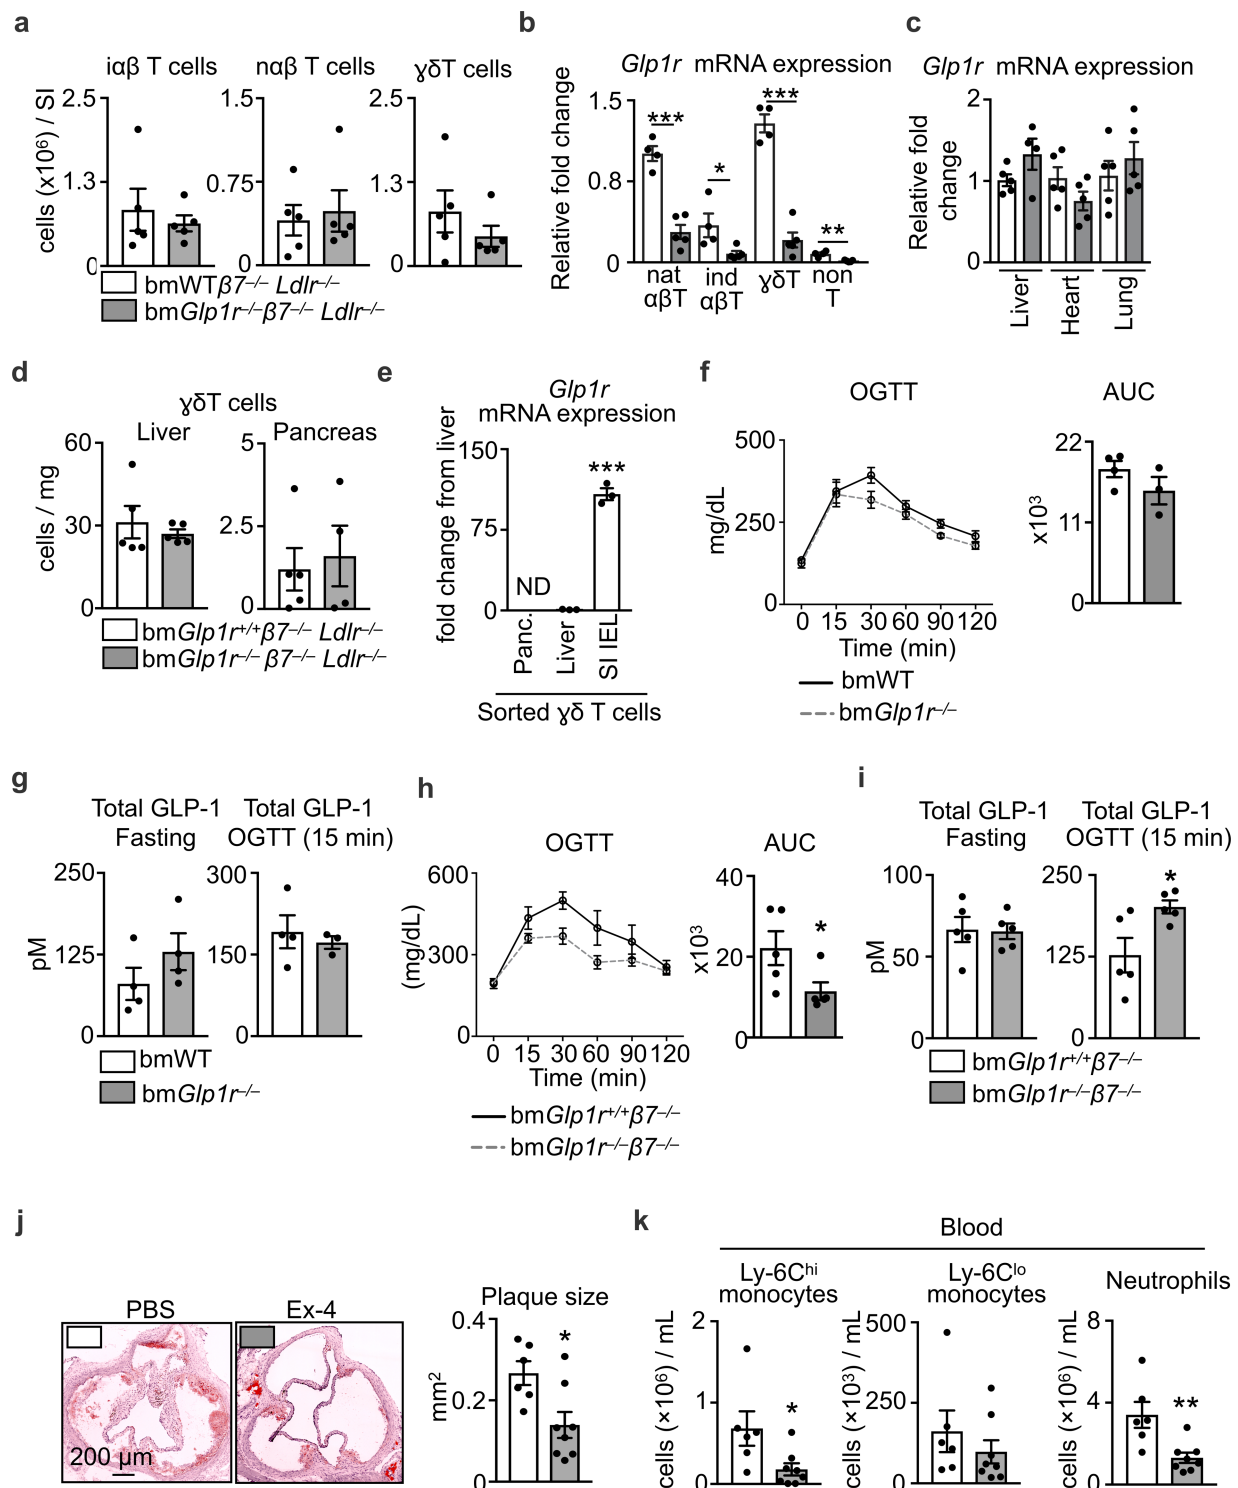 a
iαβ T cells
nαβ T cells
ɣδT cells
cells (x10⁶) / SI
2.5
1.3
0
1.5
0.75
0
2.5
1.3
0
bmWTβ7⁻/⁻ Ldlr⁻/⁻
bmGlp1r⁻/⁻β7⁻/⁻ Ldlr⁻/⁻
b
Glp1r mRNA expression
Relative fold change
1.5
0.8
0
***
*
***
**
nat
αβT
ind
αβT
ɣδT
non
T
c
Glp1r mRNA expression
Relative fold
change
2
1
0
Liver
Heart
Lung
d
ɣδT cells
Liver
Pancreas
cells / mg
60
30
0
5
2.5
0
bmGlp1r⁺/⁺β7⁻/⁻ Ldlr⁻/⁻
bmGlp1r⁻/⁻ β7⁻/⁻ Ldlr⁻/⁻
e
Glp1r
mRNA expression
fold change from liver
150
75
0
ND
***
Panc.
Liver
SI IEL
Sorted ɣδ T cells
f
OGTT
mg/dL
500
250
0
0 15 30 60 90 120
Time (min)
bmWT
bmGlp1r⁻/⁻
AUC
x10³
22
11
0
g
Total GLP-1
Fasting
Total GLP-1
OGTT (15 min)
pM
250
125
0
300
150
0
bmWT
bmGlp1r⁻/⁻
h
OGTT
(mg/dL)
600
300
0
0 15 30 60 90 120
Time (min)
bmGlp1r⁺/⁺β7⁻/⁻
bmGlp1r⁻/⁻β7⁻/⁻
AUC
x10³
40
20
0
*
i
Total GLP-1
Fasting
Total GLP-1
OGTT (15 min)
pM
100
50
0
250
125
0
*
bmGlp1r⁺/⁺β7⁻/⁻
bmGlp1r⁻/⁻β7⁻/⁻
j
PBS
Ex-4
200 µm
Plaque size
mm²
0.4
0.2
0
*
k
Blood
Ly-6Cʰⁱ
monocytes
cells (×10⁶) / mL
2
1
0
*
Ly-6Cˡᵒ
monocytes
cells (×10³) / mL
500
250
0
Neutrophils
cells (×10⁶) / mL
8
4
0
**